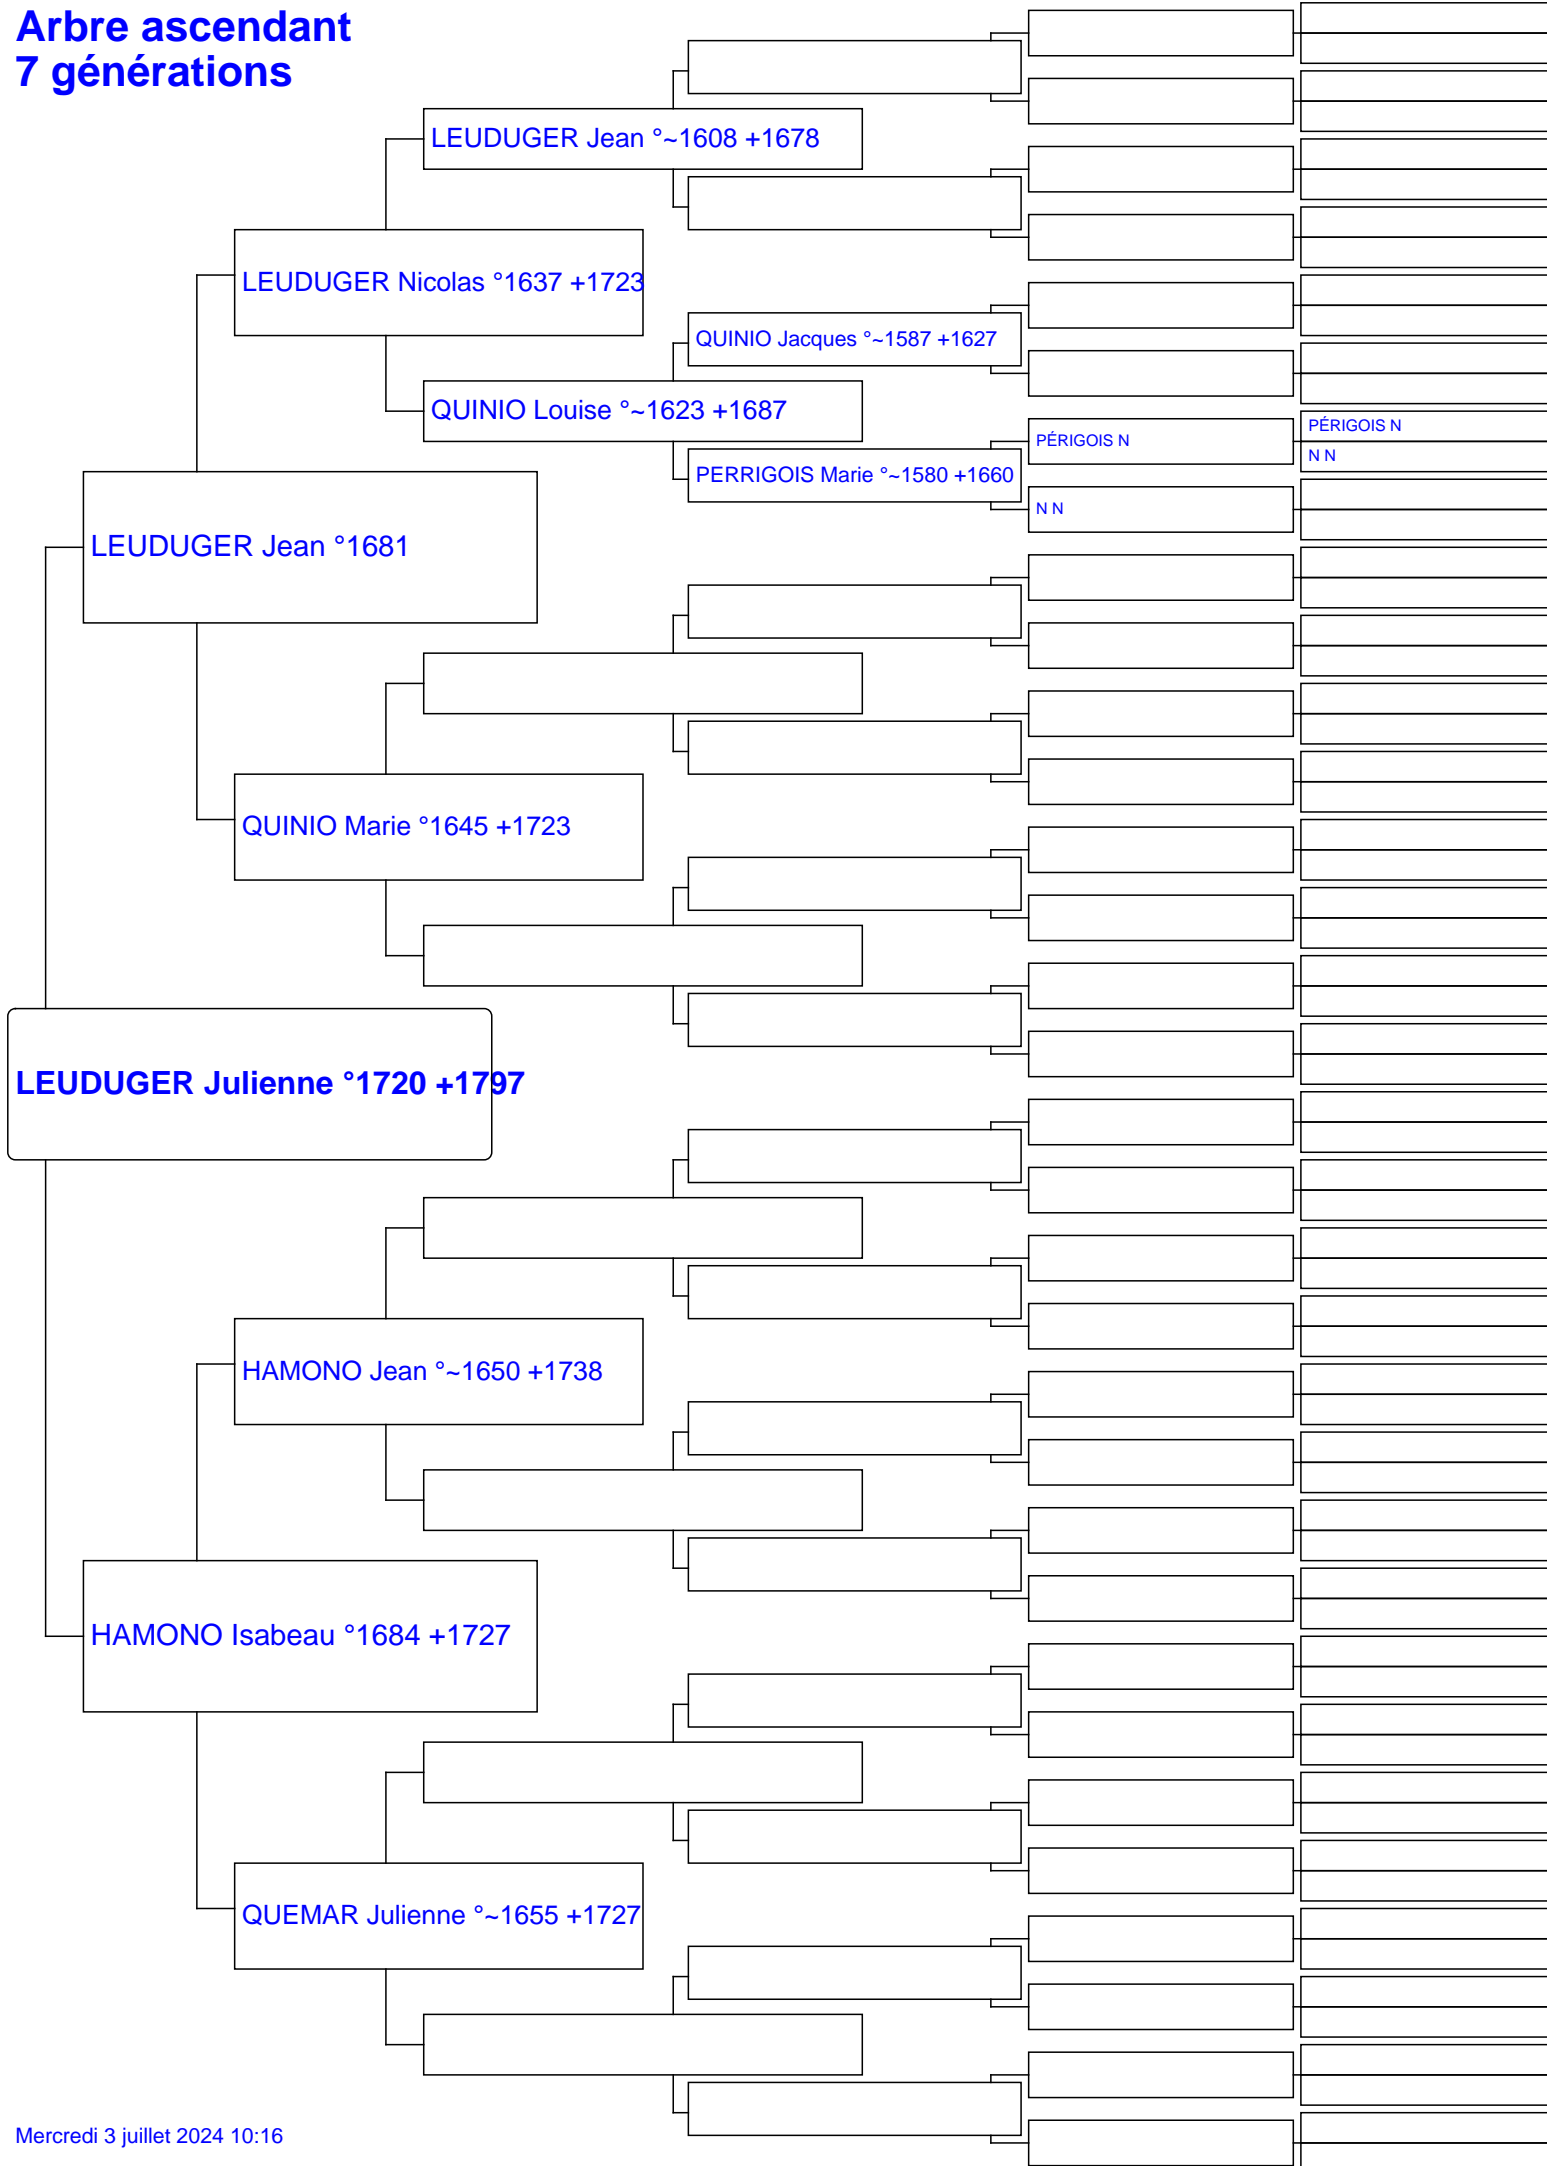 Arbre ascendant
7 générations
LEUDUGER Jean °~1608 +1678
LEUDUGER Nicolas °1637 +1723
QUINIO Jacques °~1587 +1627
QUINIO Louise °~1623 +1687
PÉRIGOIS N
PÉRIGOIS N
N N
PERRIGOIS Marie °~1580 +1660
N N
LEUDUGER Jean °1681
QUINIO Marie °1645 +1723
LEUDUGER Julienne °1720 +1797
HAMONO Jean °~1650 +1738
HAMONO Isabeau °1684 +1727
QUEMAR Julienne °~1655 +1727
Mercredi 3 juillet 2024 10:16